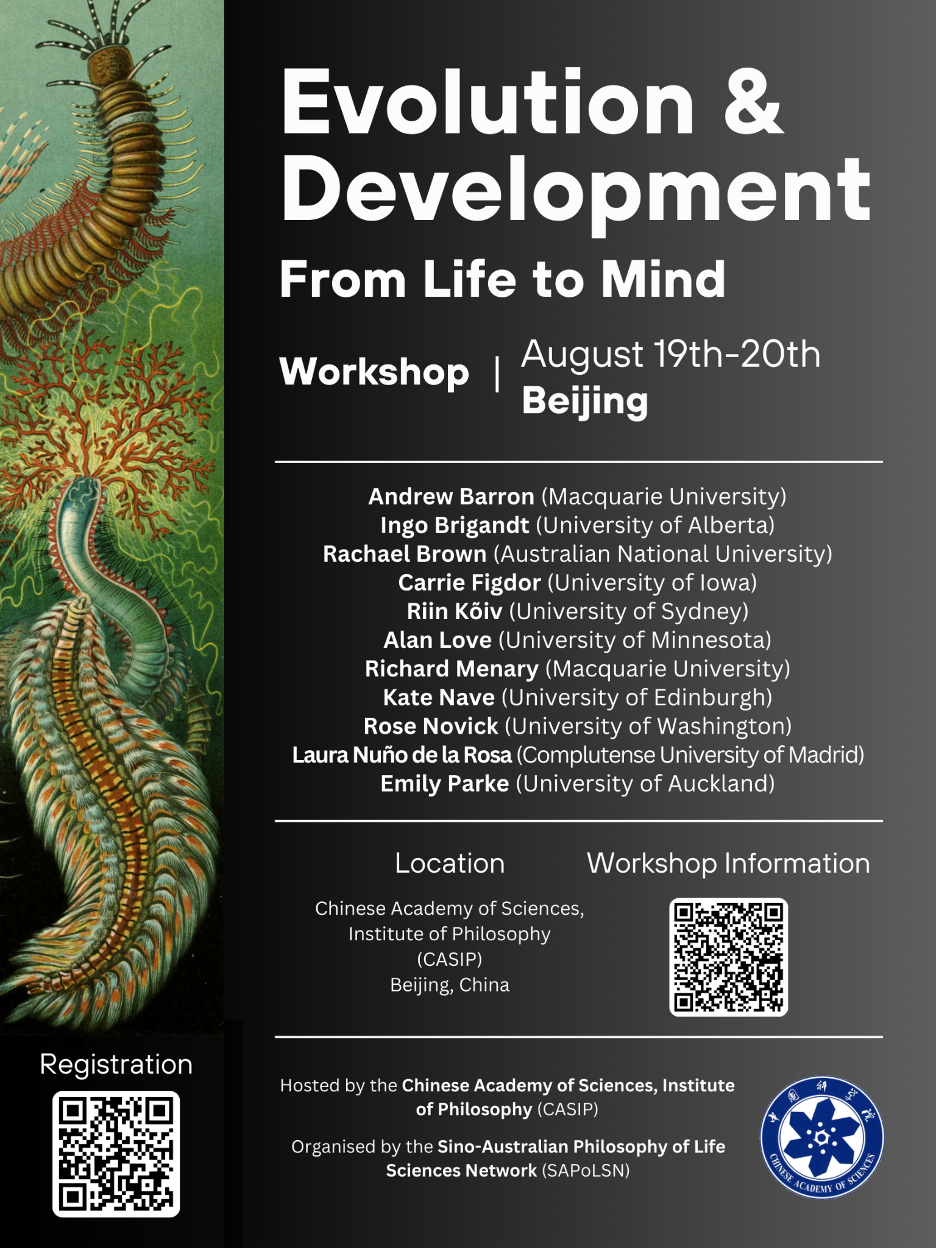 Evolution &
Development
From Life to Mind
Workshop | August 19th-20th
Beijing
Andrew Barron (Macquarie University)
Ingo Brigandt (University of Alberta)
Rachael Brown (Australian National University)
Carrie Figdor (University of Iowa)
Riin Kõiv (University of Sydney)
Alan Love (University of Minnesota)
Richard Menary (Macquarie University)
Kate Nave (University of Edinburgh)
Rose Novick (University of Washington)
Laura Nuño de la Rosa (Complutense University of Madrid)
Emily Parke (University of Auckland)
Location
Chinese Academy of Sciences,
Institute of Philosophy
(CASIP)
Beijing, China
Workshop Information
Registration
Hosted by the Chinese Academy of Sciences, Institute
of Philosophy (CASIP)
Organised by the Sino-Australian Philosophy of Life
Sciences Network (SAPoLSN)
中国科学院
CHINESE ACADEMY OF SCIENCES